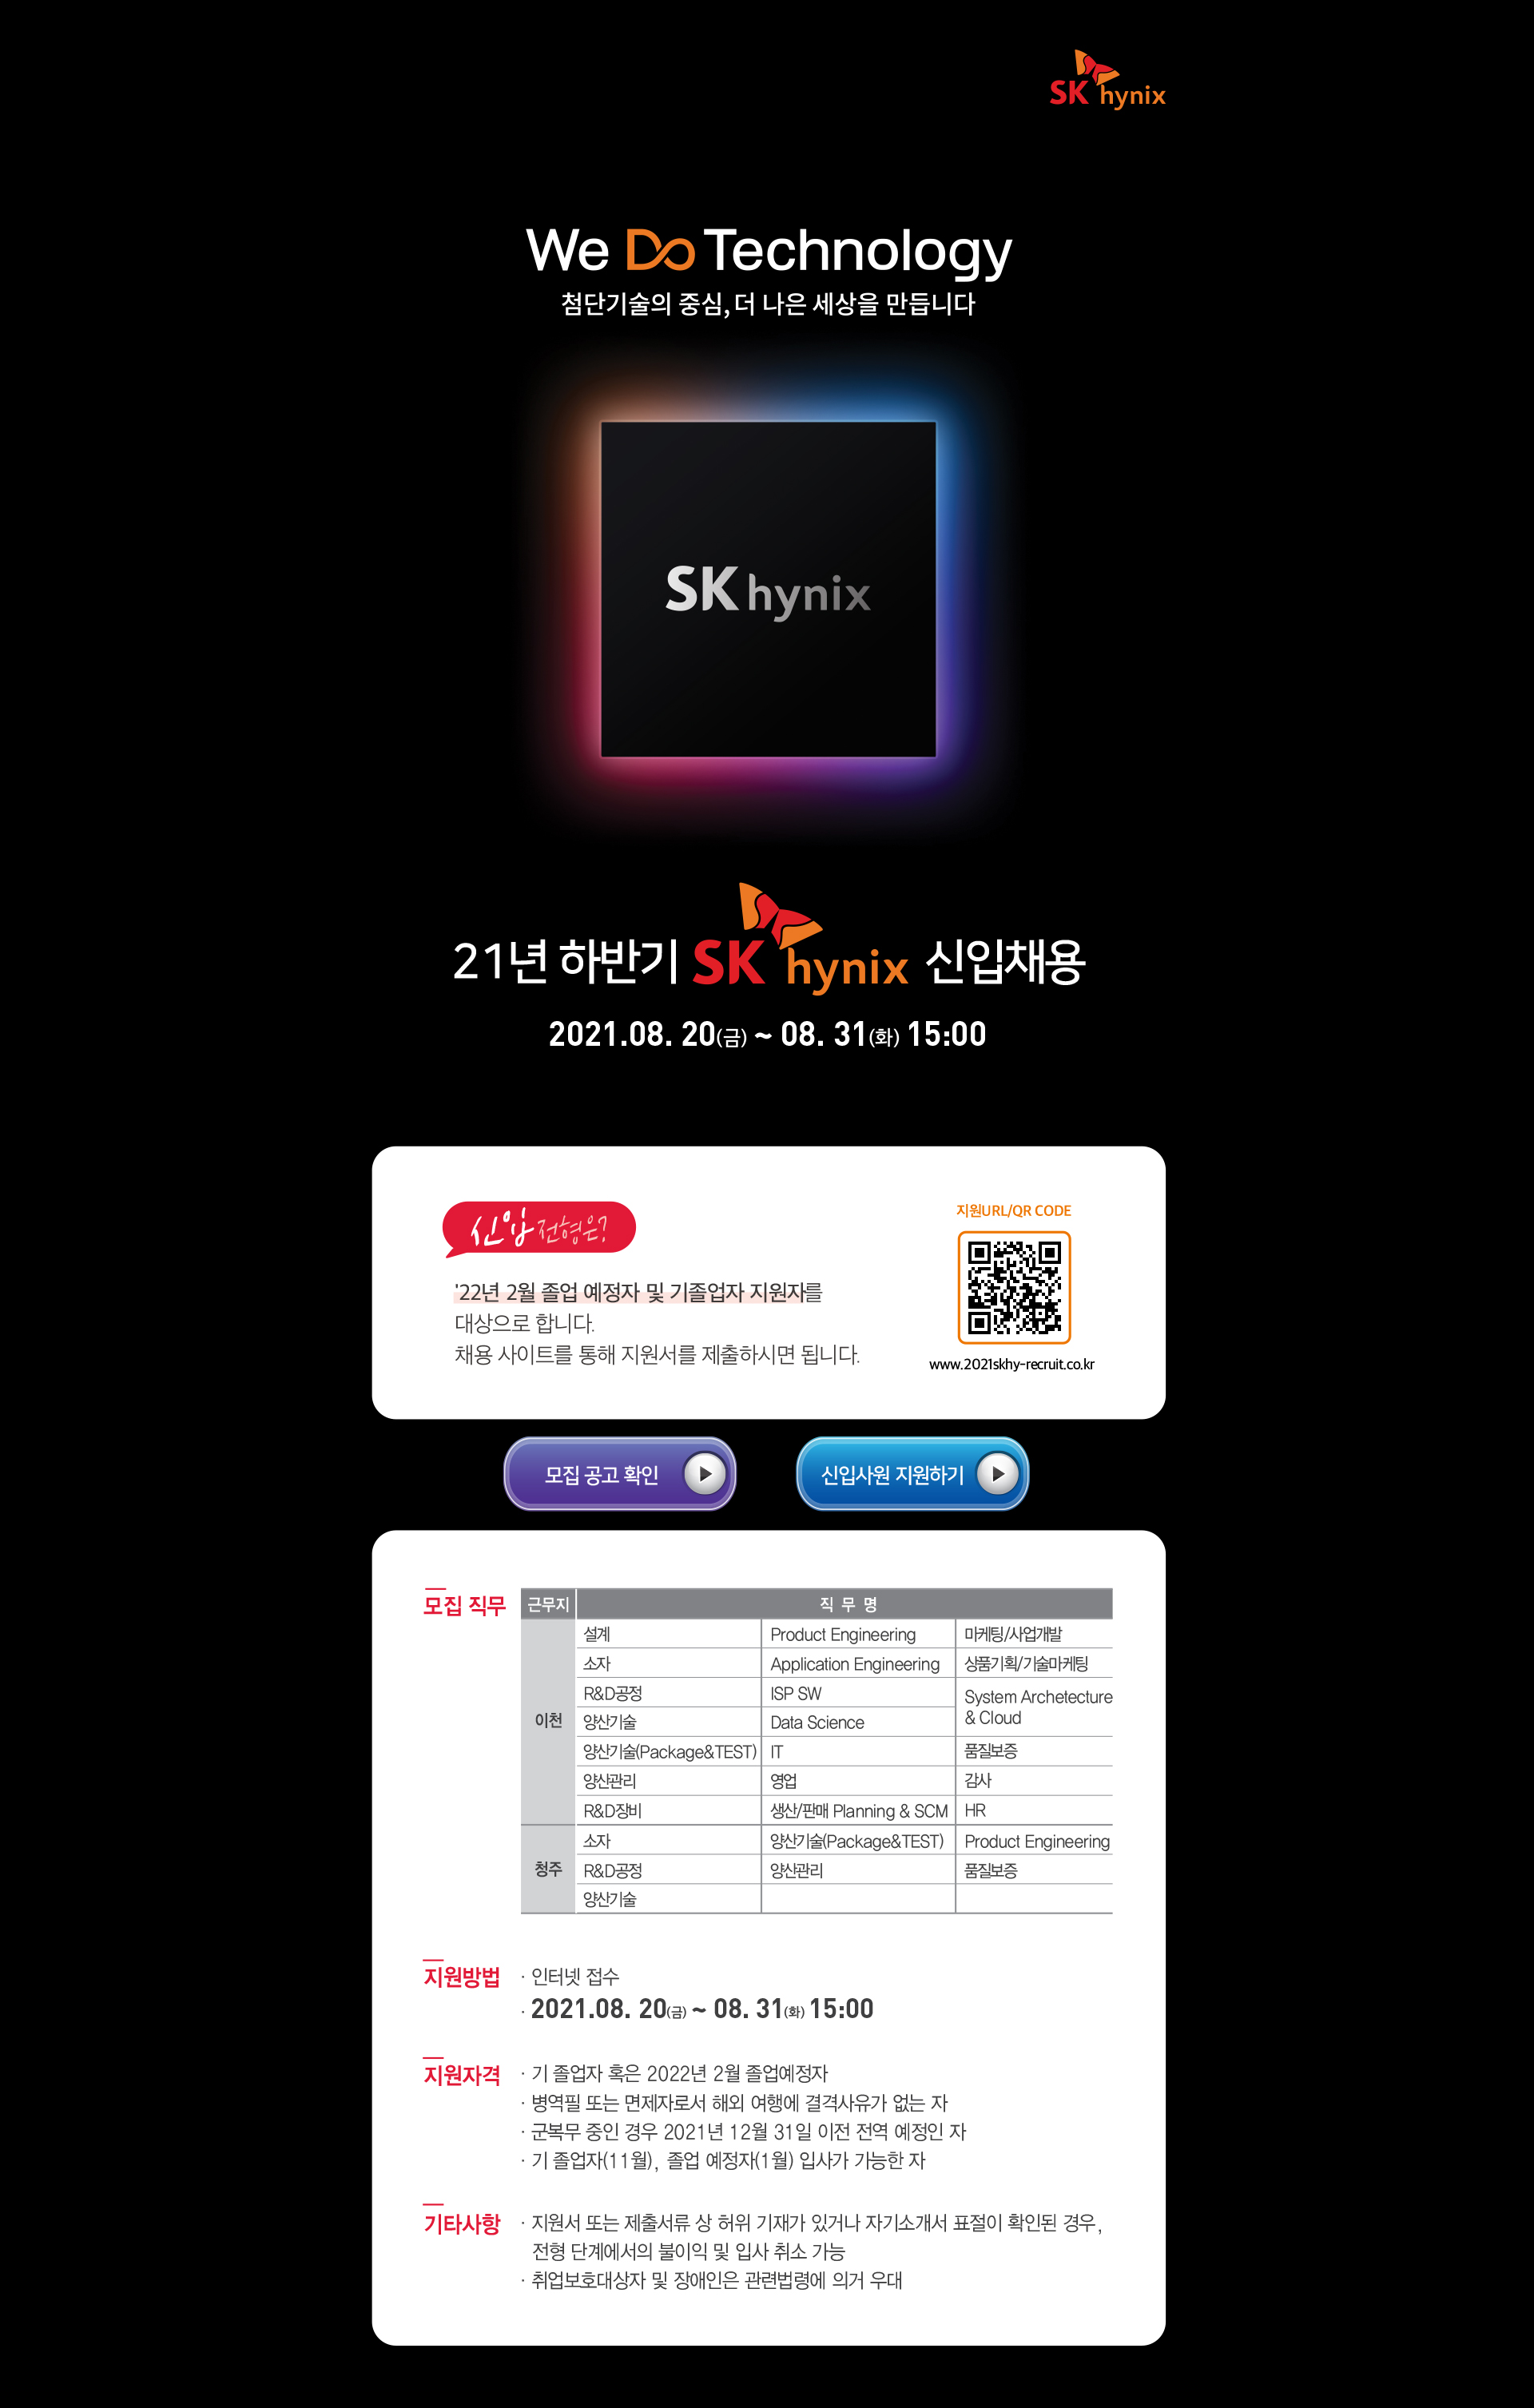 SK hynix
We Do Technology
첨단기술의 중심, 더 나은 세상을 만듭니다
SK hynix
21년 하반기 SK hynix 신입채용
2021.08. 20(금) ~ 08. 31(화) 15:00
신입 전형은?
지원URL/QR CODE
'22년 2월 졸업 예정자 및 기졸업자 지원자를
대상으로 합니다.
채용 사이트를 통해 지원서를 제출하시면 됩니다.
www.2021skhy-recruit.co.kr
모집 공고 확인
신입사원 지원하기
모집 직무
근무지 직 무 명
이천
설계 Product Engineering 마케팅/사업개발
소자 Application Engineering 상품기획/기술마케팅
R&D공정 ISP SW System Archetecture
양산기술 Data Science & Cloud
양산기술(Package&TEST) IT 품질보증
양산관리 영업 감사
R&D장비 생산/판매 Planning & SCM HR
청주
소자 양산기술(Package&TEST) Product Engineering
R&D공정 양산관리 품질보증
양산기술
지원방법 · 인터넷 접수
· 2021.08. 20(금) ~ 08. 31(화) 15:00
지원자격 · 기 졸업자 혹은 2022년 2월 졸업예정자
· 병역필 또는 면제자로서 해외 여행에 결격사유가 없는 자
· 군복무 중인 경우 2021년 12월 31일 이전 전역 예정인 자
· 기 졸업자(11월), 졸업 예정자(1월) 입사가 가능한 자
기타사항 · 지원서 또는 제출서류 상 허위 기재가 있거나 자기소개서 표절이 확인된 경우,
전형 단계에서의 불이익 및 입사 취소 가능
· 취업보호대상자 및 장애인은 관련법령에 의거 우대